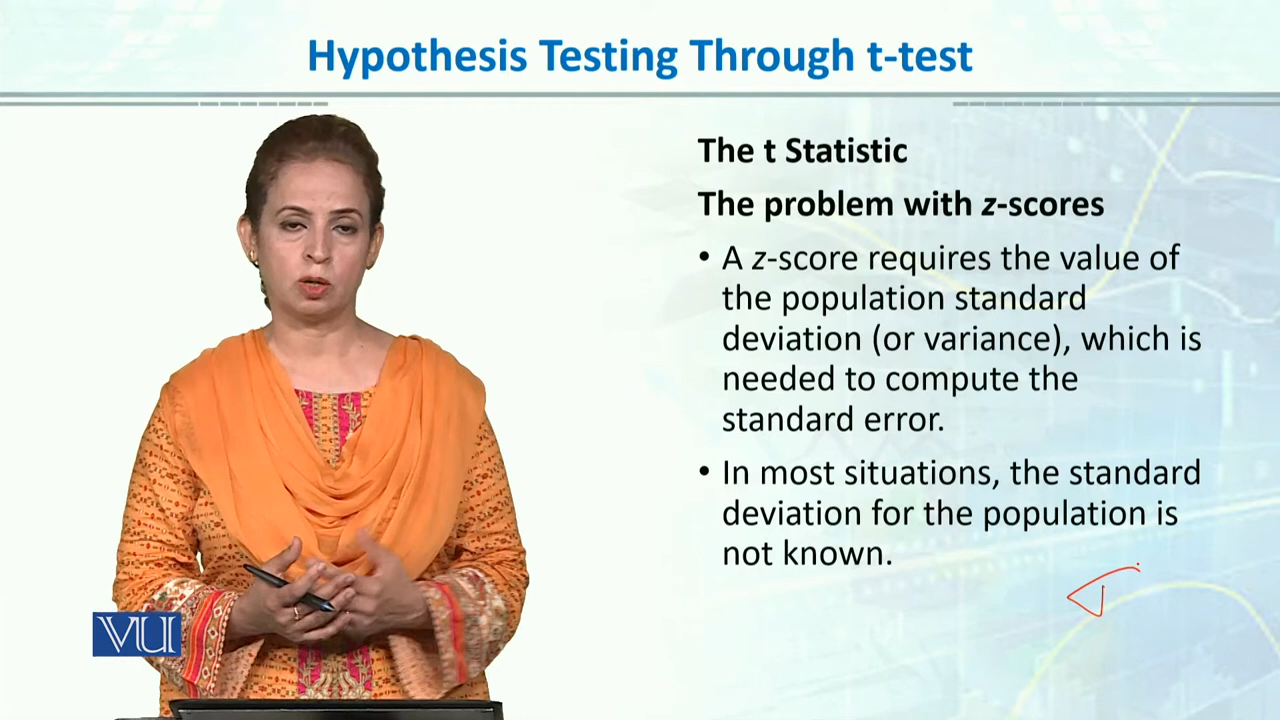 Hypothesis Testing Through t-test
The t Statistic
The problem with z-scores
• A z-score requires the value of
the population standard
deviation (or variance), which is
needed to compute the
standard error.
• In most situations, the standard
deviation for the population is
not known.
VU